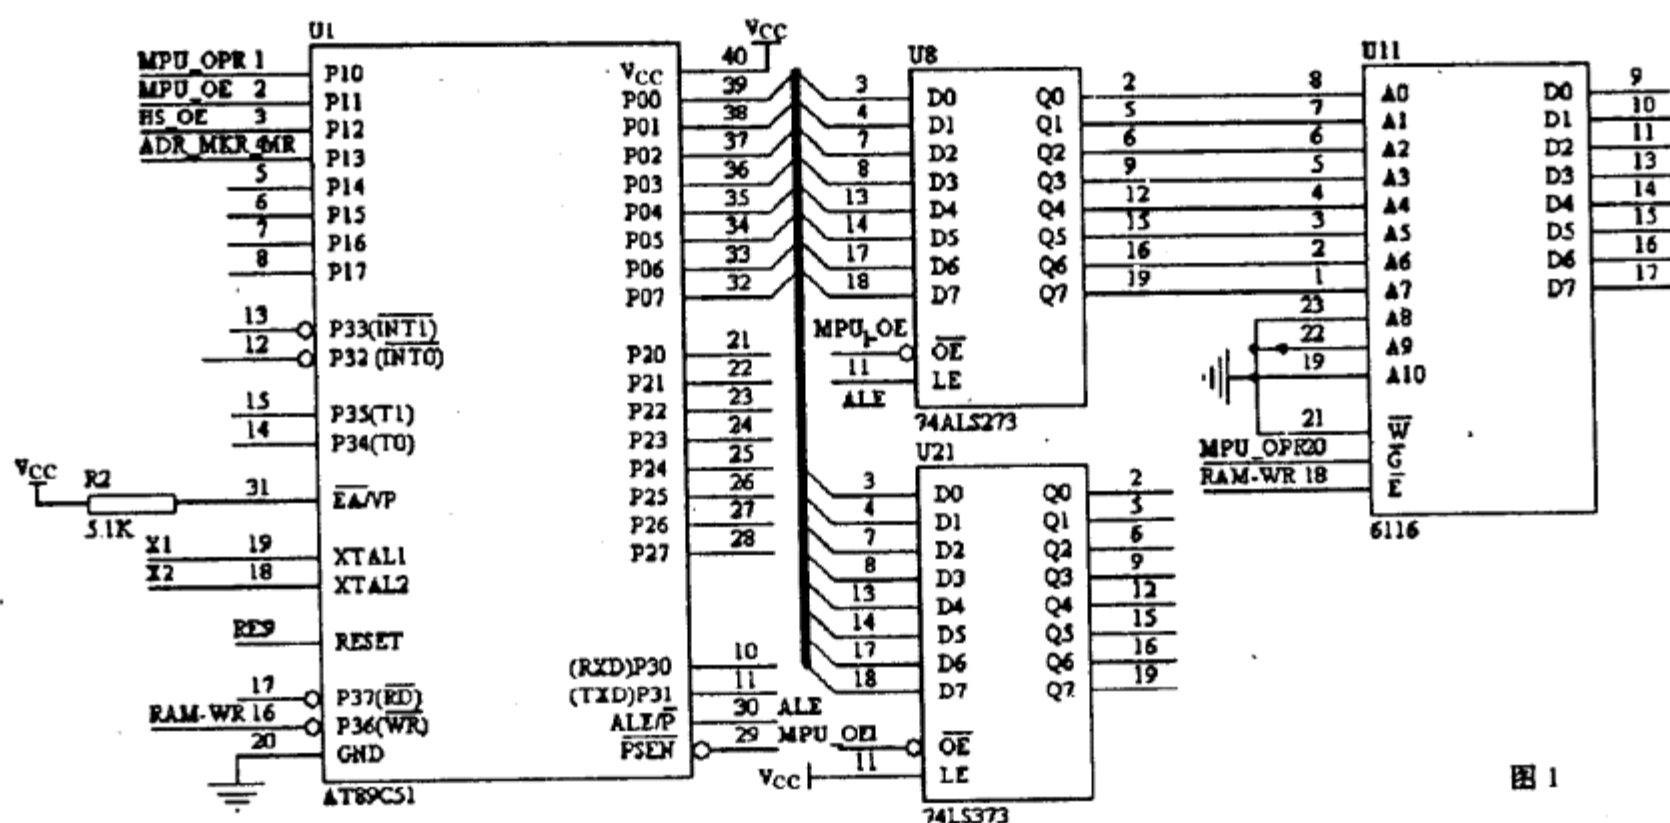 U1
MPU_OPR 1 P10
MPU_OE 2 P11
HS_OE 3 P12
ADR_MKR_MR 4 P13
5 P14
6 P15
7 P16
8 P17
13 P33(INT1)
12 P32(INT0)
15 P35(T1)
14 P34(T0)
VCC R2 31 EA/VP
5.1K
X1 19 XTAL1
X2 18 XTAL2
RES 9 RESET
17 P37(RD)
RAM-WR 16 P36(WR)
20 GND
AT89C51
VCC
VCC 40
P00 39
P01 38
P02 37
P03 36
P04 35
P05 34
P06 33
P07 32
P20 21
P21 22
P22 23
P23 24
P24 25
P25 26
P26 27
P27 28
(RXD)P30 10
(TXD)P31 11
ALE/P 30 ALE
PSEN 29
U8
3 D0 Q0 2
4 D1 Q1 5
7 D2 Q2 6
8 D3 Q3 9
13 D4 Q4 12
14 D5 Q5 15
17 D6 Q6 16
18 D7 Q7 19
MPU_OE 1 OE
11 LE
ALE
74ALS273
U21
3 D0 Q0 2
4 D1 Q1 5
7 D2 Q2 6
8 D3 Q3 9
13 D4 Q4 12
14 D5 Q5 15
17 D6 Q6 16
18 D7 Q7 19
MPU_OE 1 OE
VCC 11 LE
74LS373
U11
8 A0 D0 9
7 A1 D1 10
6 A2 D2 11
5 A3 D3 13
4 A4 D4 14
3 A5 D5 15
2 A6 D6 16
1 A7 D7 17
23 A8
22 A9
19 A10
21 W
MPU_OPR 20 G
RAM-WR 18 E
6116
图 1